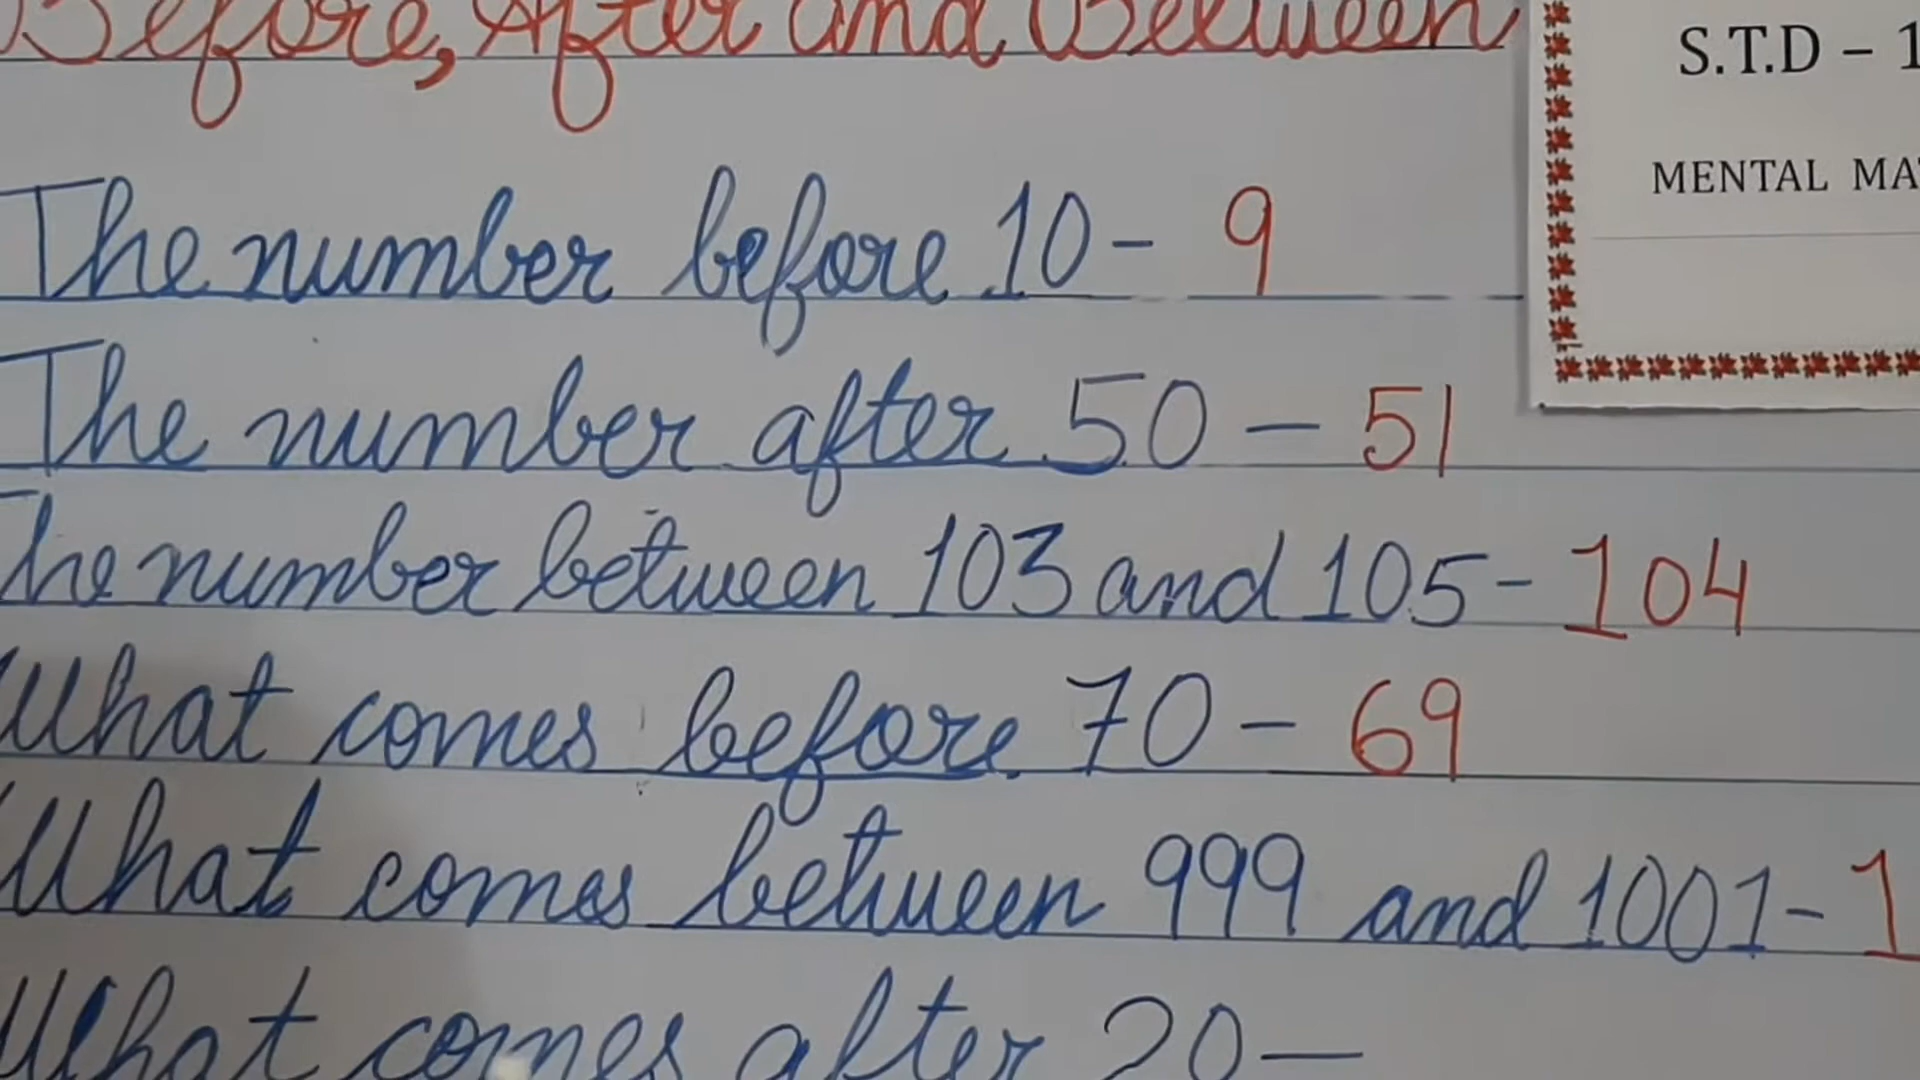 Before, After and Between
S.T.D – 1
MENTAL MA
The number before 10 - 9
The number after 50 - 51
The number between 103 and 105 - 104
What comes before 70 - 69
What comes between 999 and 1001 - 1
What comes after 20 —